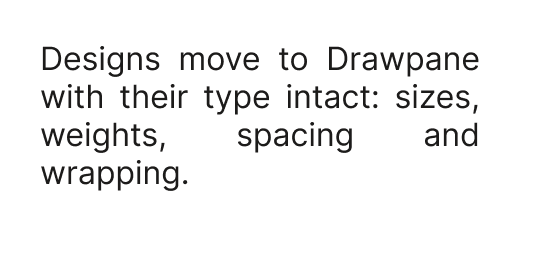 Designs move to Drawpane
with their type intact: sizes,
weights, spacing and
wrapping.